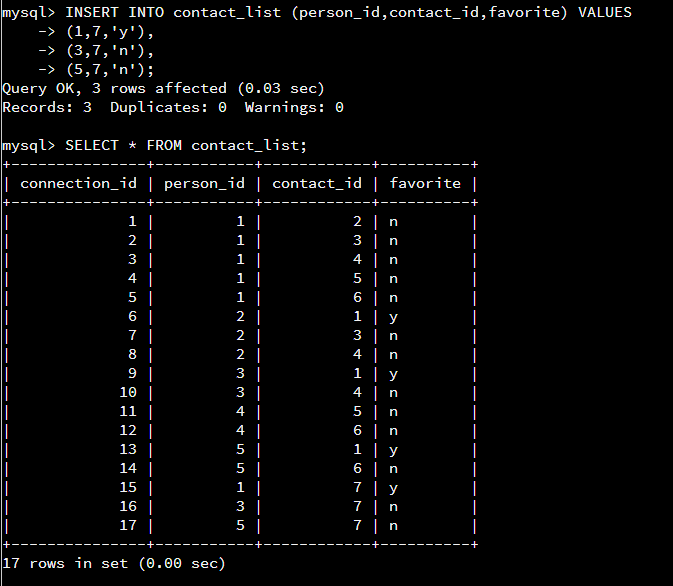 mysql> INSERT INTO contact_list (person_id,contact_id,favorite) VALUES
    -> (1,7,'y'),
    -> (3,7,'n'),
    -> (5,7,'n');
Query OK, 3 rows affected (0.03 sec)
Records: 3  Duplicates: 0  Warnings: 0

mysql> SELECT * FROM contact_list;
+---------------+-----------+------------+----------+
| connection_id | person_id | contact_id | favorite |
+---------------+-----------+------------+----------+
|             1 |         1 |          2 | n        |
|             2 |         1 |          3 | n        |
|             3 |         1 |          4 | n        |
|             4 |         1 |          5 | n        |
|             5 |         1 |          6 | n        |
|             6 |         2 |          1 | y        |
|             7 |         2 |          3 | n        |
|             8 |         2 |          4 | n        |
|             9 |         3 |          1 | y        |
|            10 |         3 |          4 | n        |
|            11 |         4 |          5 | n        |
|            12 |         4 |          6 | n        |
|            13 |         5 |          1 | y        |
|            14 |         5 |          6 | n        |
|            15 |         1 |          7 | y        |
|            16 |         3 |          7 | n        |
|            17 |         5 |          7 | n        |
+---------------+-----------+------------+----------+
17 rows in set (0.00 sec)